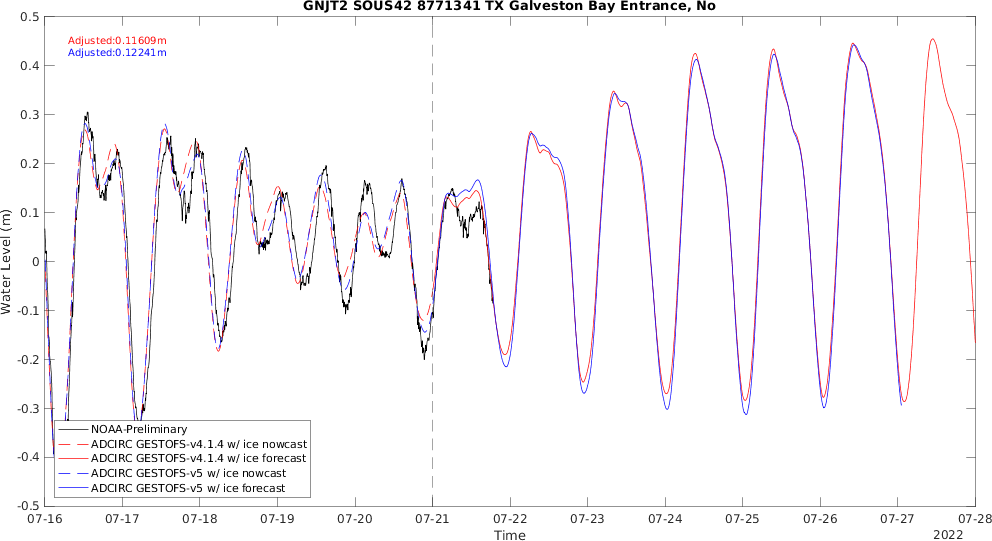 GNJT2 SOUS42 8771341 TX Galveston Bay Entrance, No
Adjusted:0.11609m
Adjusted:0.12241m
Water Level (m)
0.5
0.4
0.3
0.2
0.1
0
-0.1
-0.2
-0.3
-0.4
-0.5
NOAA-Preliminary
ADCIRC GESTOFS-v4.1.4 w/ ice nowcast
ADCIRC GESTOFS-v4.1.4 w/ ice forecast
ADCIRC GESTOFS-v5 w/ ice nowcast
ADCIRC GESTOFS-v5 w/ ice forecast
07-16 07-17 07-18 07-19 07-20 07-21 07-22 07-23 07-24 07-25 07-26 07-27 07-28
Time
2022